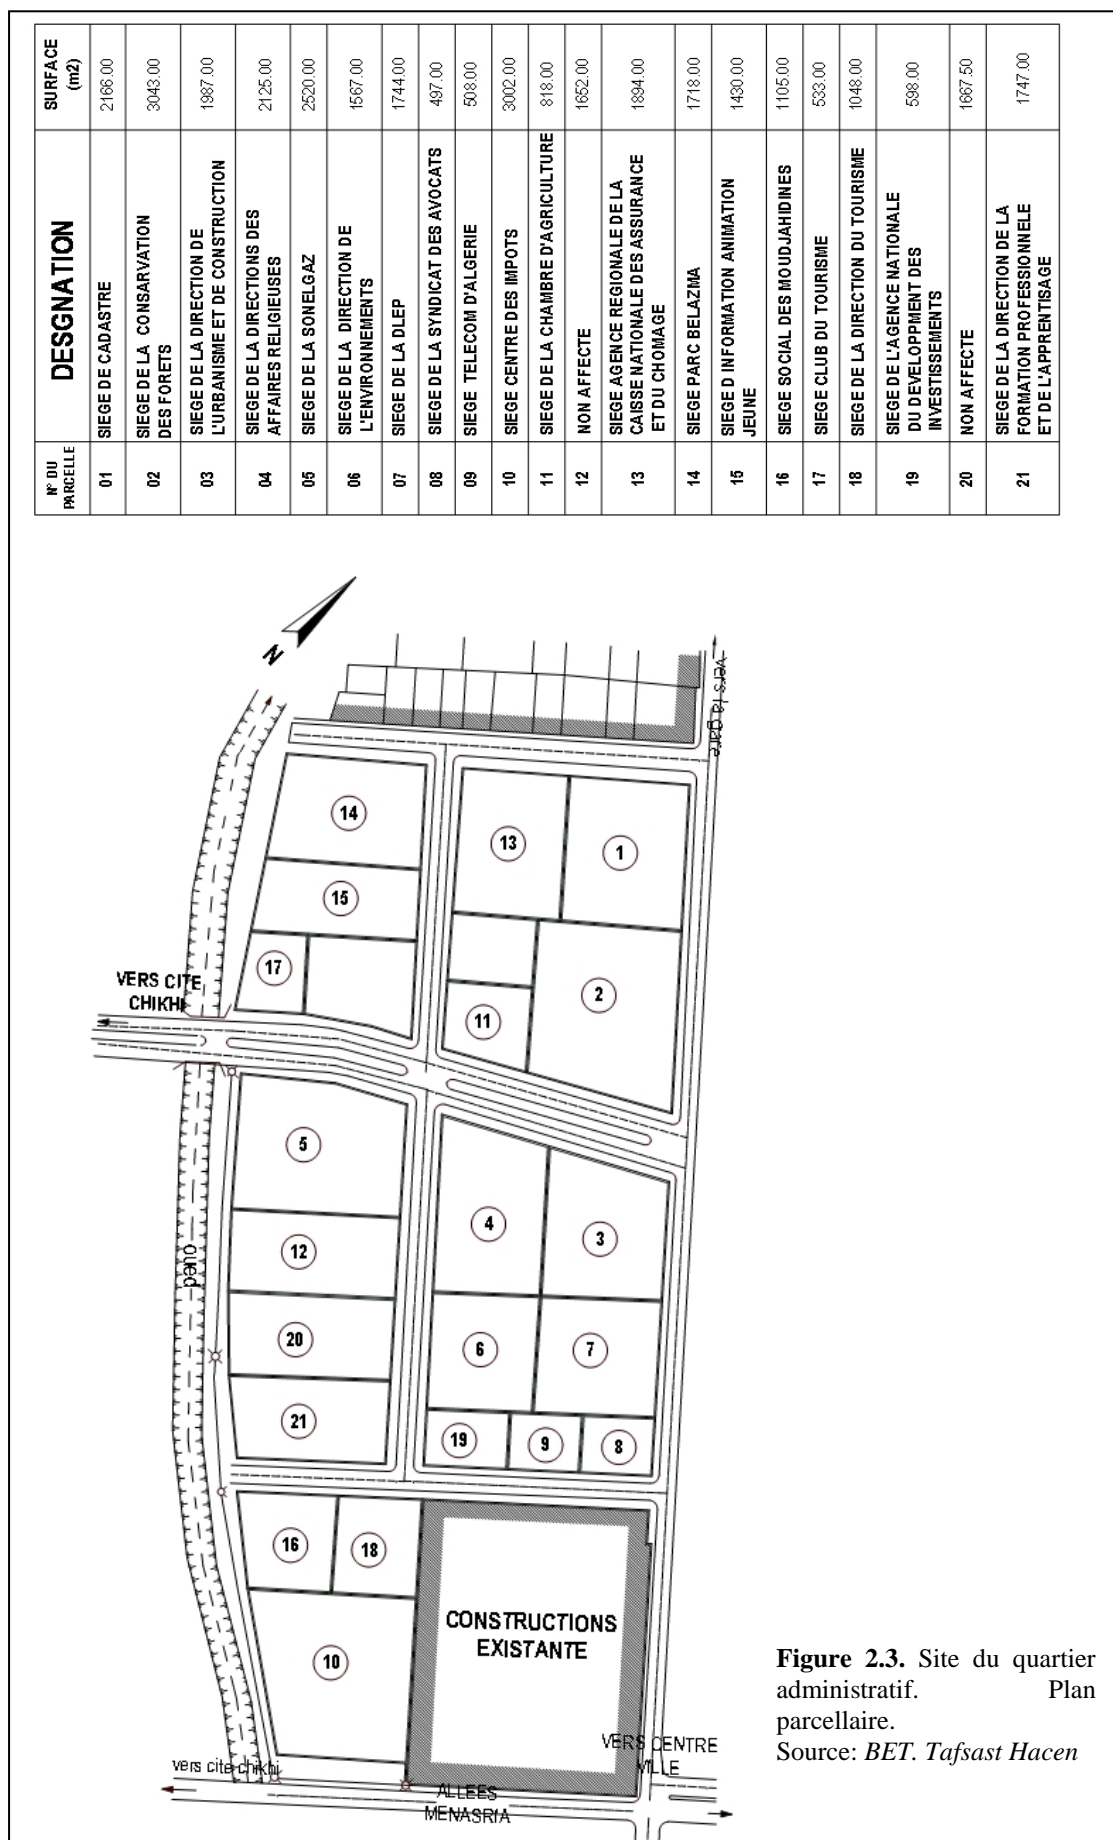 N° DU PARCELLE DESGNATION SURFACE (m2)
01 SIEGE DE CADASTRE 2166.00
02 SIEGE DE LA CONSARVATION DES FORETS 3043.00
03 SIEGE DE LA DIRECTION DE L'URBANISME ET DE CONSTRUCTION 1987.00
04 SIEGE DE LA DIRECTIONS DES AFFAIRES RELIGIEUSES 2125.00
05 SIEGE DE LA SONELGAZ 2520.00
06 SIEGE DE LA DIRECTION DE L'ENVIRONNEMENTS 1567.00
07 SIEGE DE LA DLEP 1744.00
08 SIEGE DE LA SYNDICAT DES AVOCATS 497.00
09 SIEGE TELECOM D'ALGERIE 508.00
10 SIEGE CENTRE DES IMPOTS 3002.00
11 SIEGE DE LA CHAMBRE D'AGRICULTURE 818.00
12 NON AFFECTE 1652.00
13 SIEGE AGENCE REGIONALE DE LA CAISSE NATIONALE DES ASSURANCE ET DU CHOMAGE 1894.00
14 SIEGE PARC BELAZMA 1718.00
15 SIEGE D INFORMATION ANIMATION JEUNE 1430.00
16 SIEGE SOCIAL DES MOUDJAHIDINES 1105.00
17 SIEGE CLUB DU TOURISME 533.00
18 SIEGE DE LA DIRECTION DU TOURISME 1048.00
19 SIEGE DE L'AGENCE NATIONALE DU DEVELOPMENT DES INVESTISSEMENTS 598.00
20 NON AFFECTE 1667.50
21 SIEGE DE LA DIRECTION DE LA FORMATION PROFESSIONNELE ET DE L'APPRENTISAGE 1747.00
N
vers la gare
14
13
1
15
17
2
11
VERS CITE
CHIKHI
5
4
3
12
oued
20
6
7
21
19
9
8
16
18
CONSTRUCTIONS
EXISTANTE
10
VERS CENTRE
VILLE
vers cite chikhi
ALLEES
MENASRIA
Figure 2.3. Site du quartier
administratif. Plan
parcellaire.
Source: BET. Tafsast Hacen